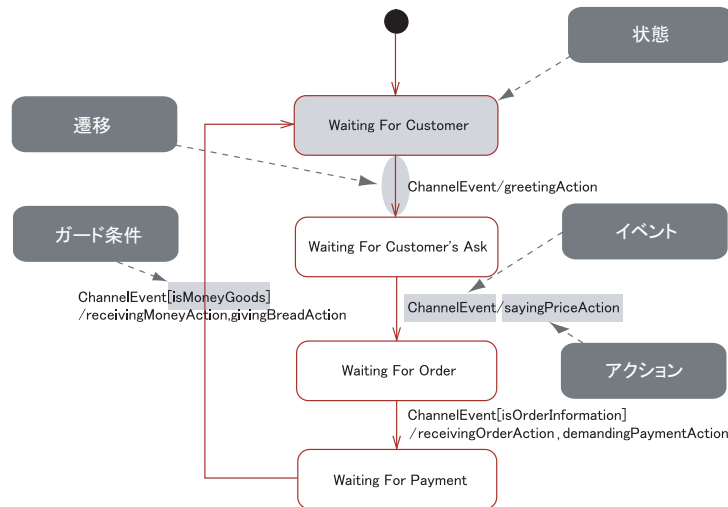 状態
遷移
Waiting For Customer
ChannelEvent/greetingAction
ガード条件
イベント
Waiting For Customer's Ask
ChannelEvent[isMoneyGoods]
/receivingMoneyAction,givingBreadAction
ChannelEvent/sayingPriceAction
Waiting For Order
アクション
ChannelEvent[isOrderInformation]
/receivingOrderAction , demandingPaymentAction
Waiting For Payment